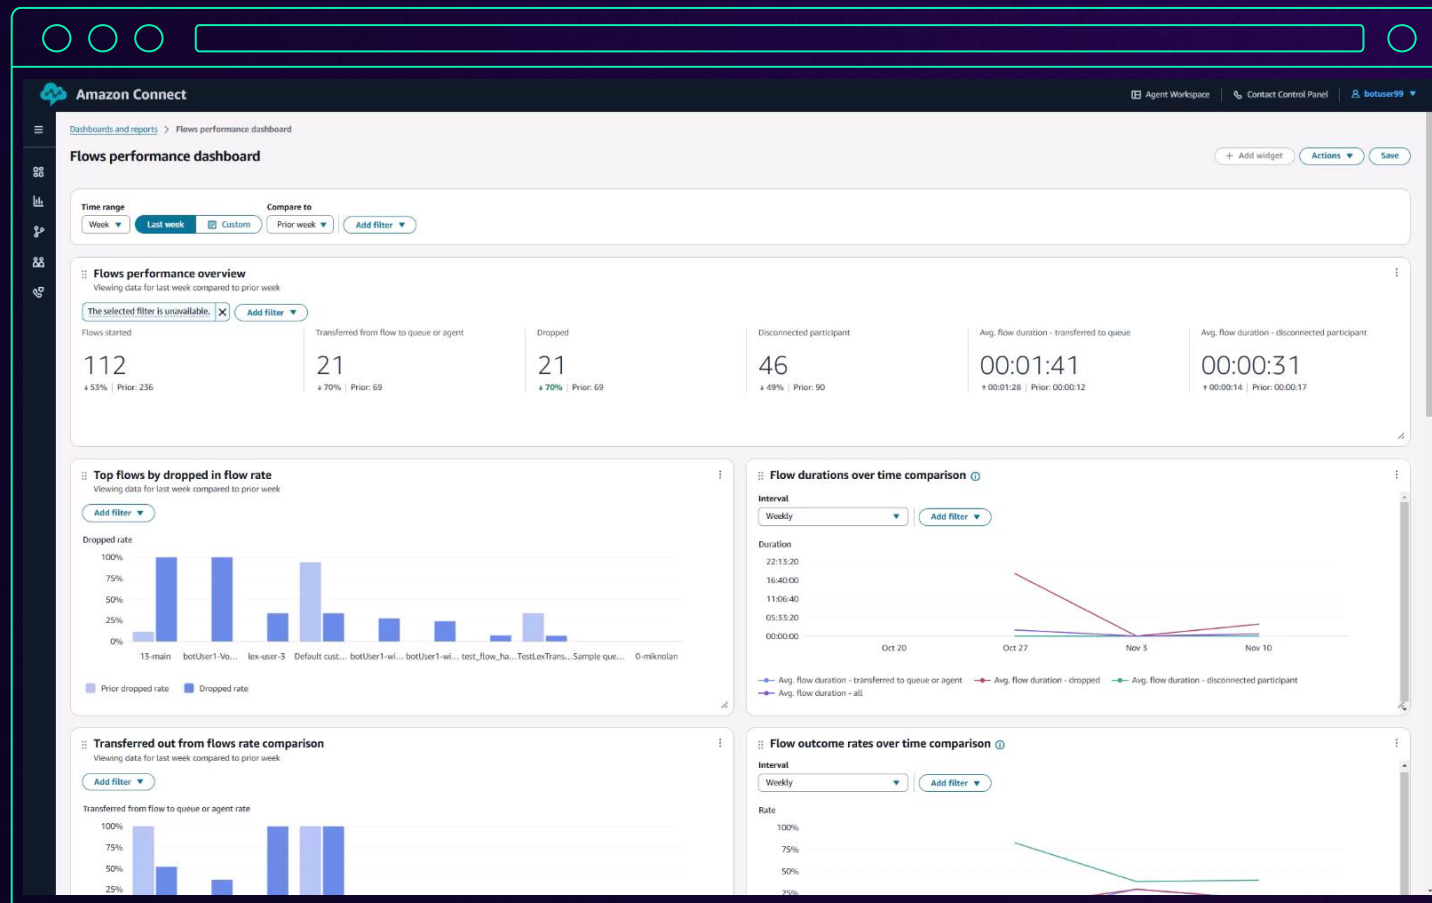 Amazon Connect
Agent Workspace
Contact Control Panel
botuser99
Dashboards and reports > Flows performance dashboard
Flows performance dashboard
+ Add widget
Actions
Save
Time range
Compare to
Week
Last week
Custom
Prior week
Add filter
Flows performance overview
Viewing data for last week compared to prior week
The selected filter is unavailable.
Add filter
Flows started
112
↓53% | Prior: 236
Transferred from flow to queue or agent
21
↓70% | Prior: 69
Dropped
21
↓70% | Prior: 69
Disconnected participant
46
↓49% | Prior: 90
Avg. flow duration - transferred to queue
00:01:41
↑00:01:28 | Prior: 00:00:12
Avg. flow duration - disconnected participant
00:00:31
↑00:00:14 | Prior: 00:00:17
Top flows by dropped in flow rate
Viewing data for last week compared to prior week
Add filter
Dropped rate
100%
75%
50%
25%
0%
13-main
botUser1-Vo...
lex-user-3
Default cust...
botUser1-wi...
botUser1-wi...
test_flow_ha...
TestLexTrans...
Sample que...
0-miknolan
Prior dropped rate
Dropped rate
Flow durations over time comparison
Interval
Weekly
Add filter
Duration
22:13:20
16:40:00
11:06:40
05:33:20
00:00:00
Oct 20
Oct 27
Nov 3
Nov 10
Avg. flow duration - transferred to queue or agent
Avg. flow duration - dropped
Avg. flow duration - disconnected participant
Avg. flow duration - all
Transferred out from flows rate comparison
Viewing data for last week compared to prior week
Add filter
Transferred from flow to queue or agent rate
100%
75%
50%
25%
Flow outcome rates over time comparison
Interval
Weekly
Add filter
Rate
100%
75%
50%
25%